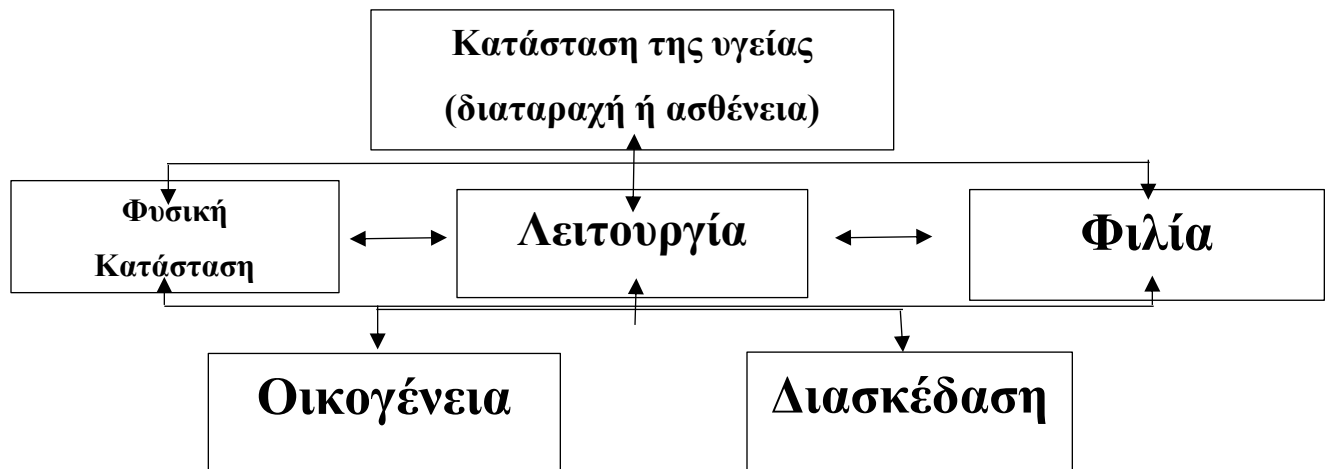 Κατάσταση της υγείας
(διαταραχή ή ασθένεια)
Φυσική
Κατάσταση
Λειτουργία
Φιλία
Οικογένεια
Διασκέδαση